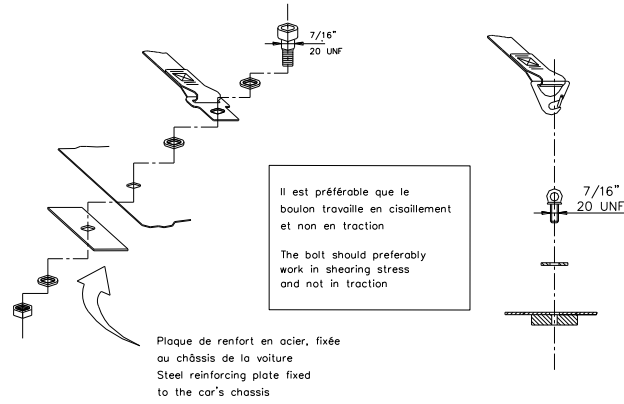 7/16"
20 UNF
Il est préférable que le
boulon travaille en cisaillement
et non en traction
The bolt should preferably
work in shearing stress
and not in traction
7/16"
20 UNF
Plaque de renfort en acier, fixée
au châssis de la voiture
Steel reinforcing plate fixed
to the car's chassis